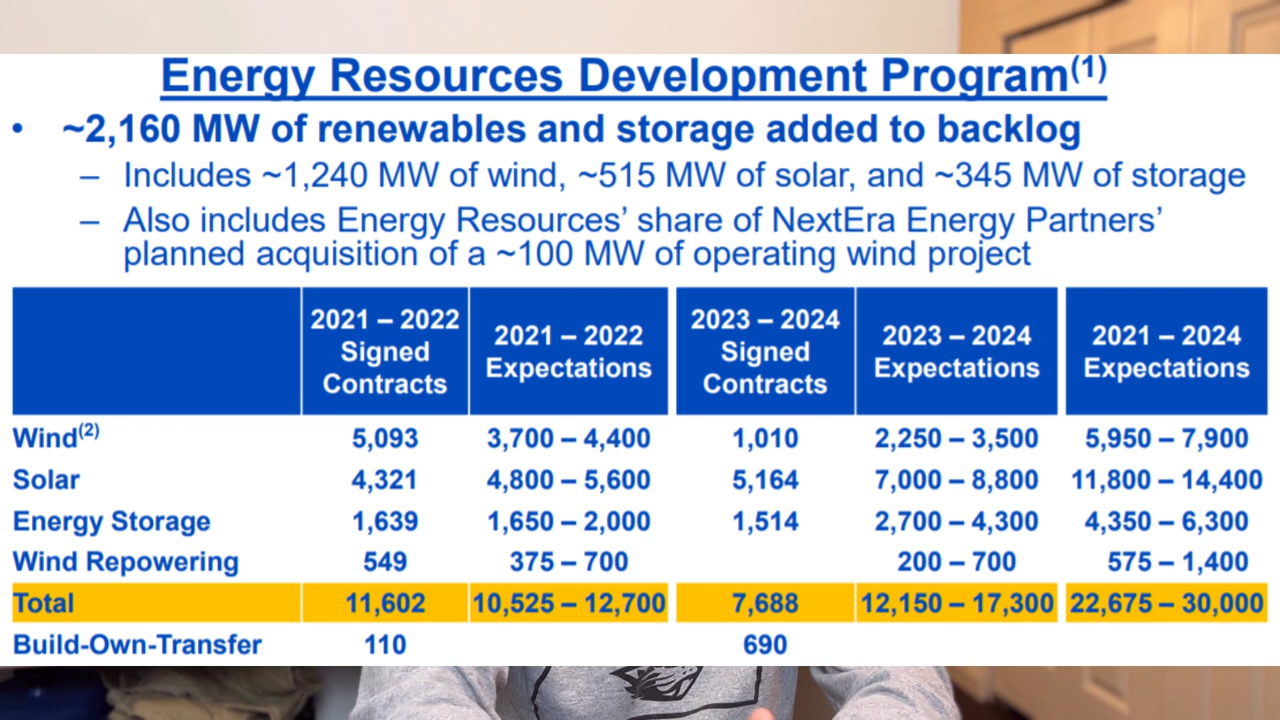 Energy Resources Development Program(1)
• ~2,160 MW of renewables and storage added to backlog
– Includes ~1,240 MW of wind, ~515 MW of solar, and ~345 MW of storage
– Also includes Energy Resources’ share of NextEra Energy Partners’
planned acquisition of a ~100 MW of operating wind project
2021 – 2022 Signed Contracts 2021 – 2022 Expectations 2023 – 2024 Signed Contracts 2023 – 2024 Expectations 2021 – 2024 Expectations
Wind(2) 5,093 3,700 – 4,400 1,010 2,250 – 3,500 5,950 – 7,900
Solar 4,321 4,800 – 5,600 5,164 7,000 – 8,800 11,800 – 14,400
Energy Storage 1,639 1,650 – 2,000 1,514 2,700 – 4,300 4,350 – 6,300
Wind Repowering 549 375 – 700 200 – 700 575 – 1,400
Total 11,602 10,525 – 12,700 7,688 12,150 – 17,300 22,675 – 30,000
Build-Own-Transfer 110 690